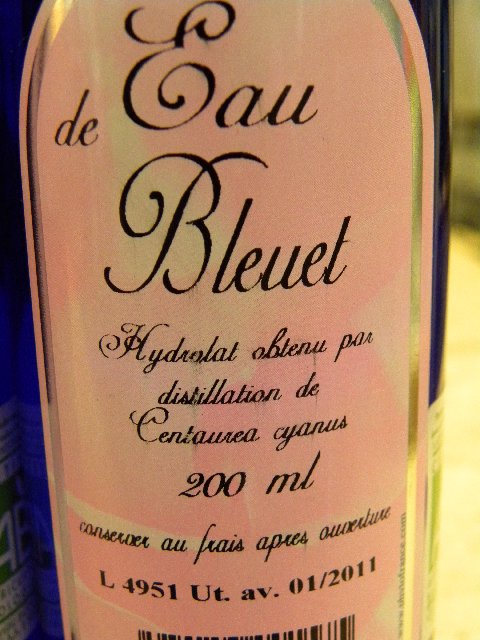 Eau
de
Bleuet
Hydrolat obtenu par
distillation de
Centaurea cyanus
200 ml
conserver au frais apres ouverture
L 4951 Ut. av. 01/2011